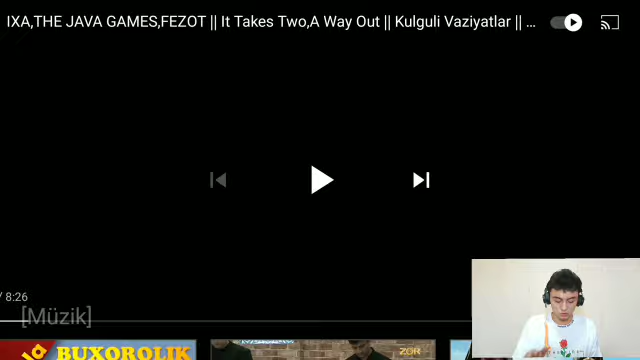 IXA,THE JAVA GAMES,FEZOT || It Takes Two,A Way Out || Kulguli Vaziyatlar || ...
/ 8:26
[Müzik]
BUXOROLIK
ZOR